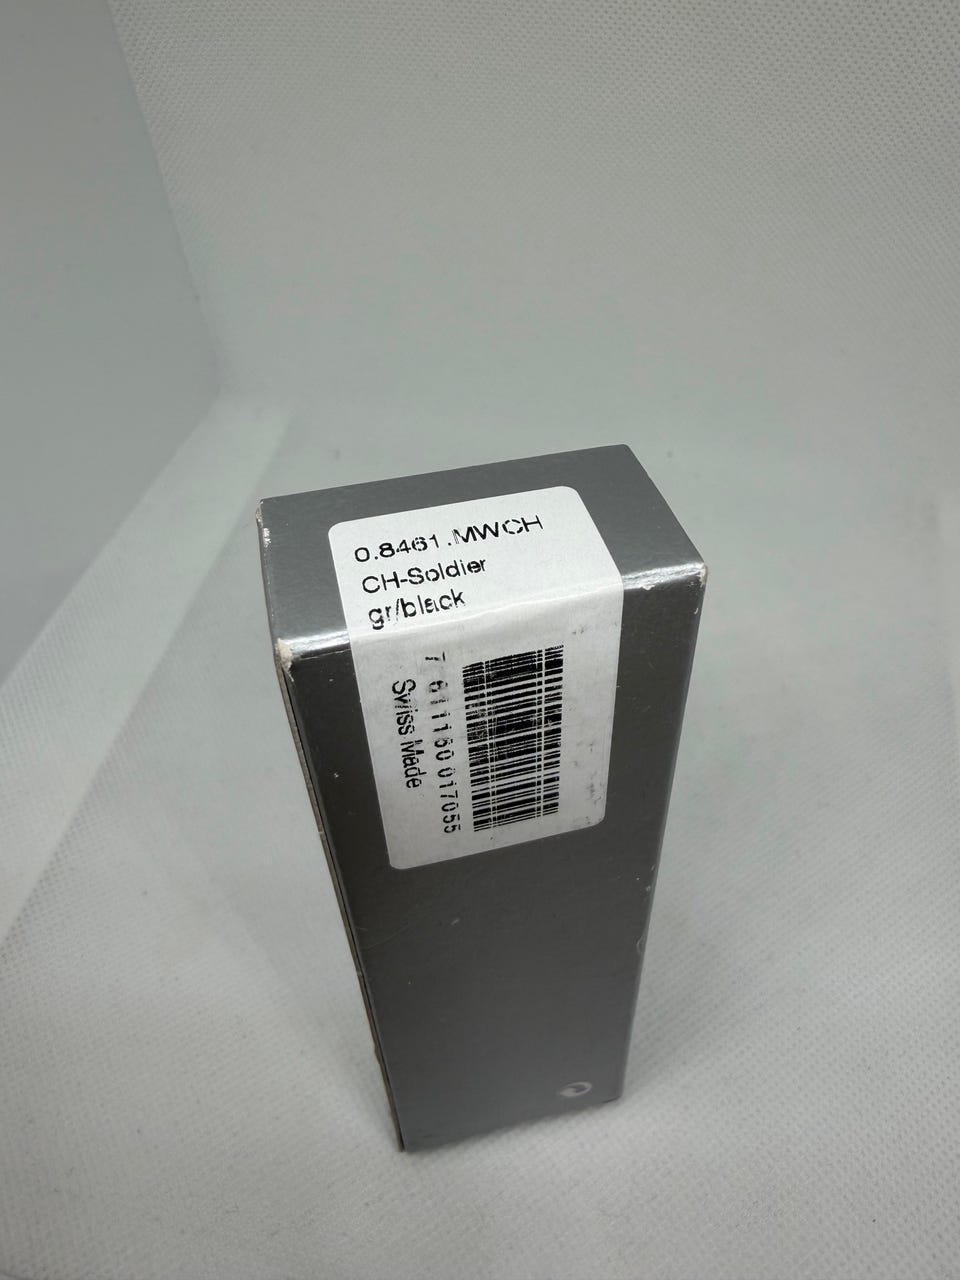 0.8461.MWCH
CH-Soldier
gr/black
7 611160 017055
Swiss Made